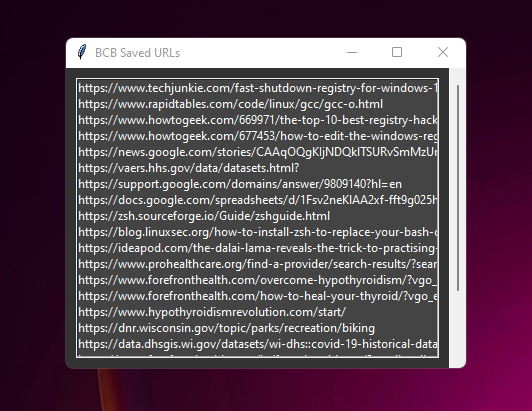 BCB Saved URLs
https://www.techjunkie.com/fast-shutdown-registry-for-windows-1
https://www.rapidtables.com/code/linux/gcc/gcc-o.html
https://www.howtogeek.com/669971/the-top-10-best-registry-hack
https://www.howtogeek.com/677453/how-to-edit-the-windows-reg
https://news.google.com/stories/CAAqOQgKIjNDQklTSURvSmMzUn
https://vaers.hhs.gov/data/datasets.html?
https://support.google.com/domains/answer/9809140?hl=en
https://docs.google.com/spreadsheets/d/1Fsv2neKlAA2xf-fft9g025h
https://zsh.sourceforge.io/Guide/zshguide.html
https://blog.linuxsec.org/how-to-install-zsh-to-replace-your-bash-o
https://ideapod.com/the-dalai-lama-reveals-the-trick-to-practising-
https://www.prohealthcare.org/find-a-provider/search-results/?sear
https://www.forefronthealth.com/overcome-hypothyroidism/?vgo_
https://www.forefronthealth.com/how-to-heal-your-thyroid/?vgo_e
https://www.hypothyroidismrevolution.com/start/
https://dnr.wisconsin.gov/topic/parks/recreation/biking
https://data.dhsgis.wi.gov/datasets/wi-dhs::covid-19-historical-data